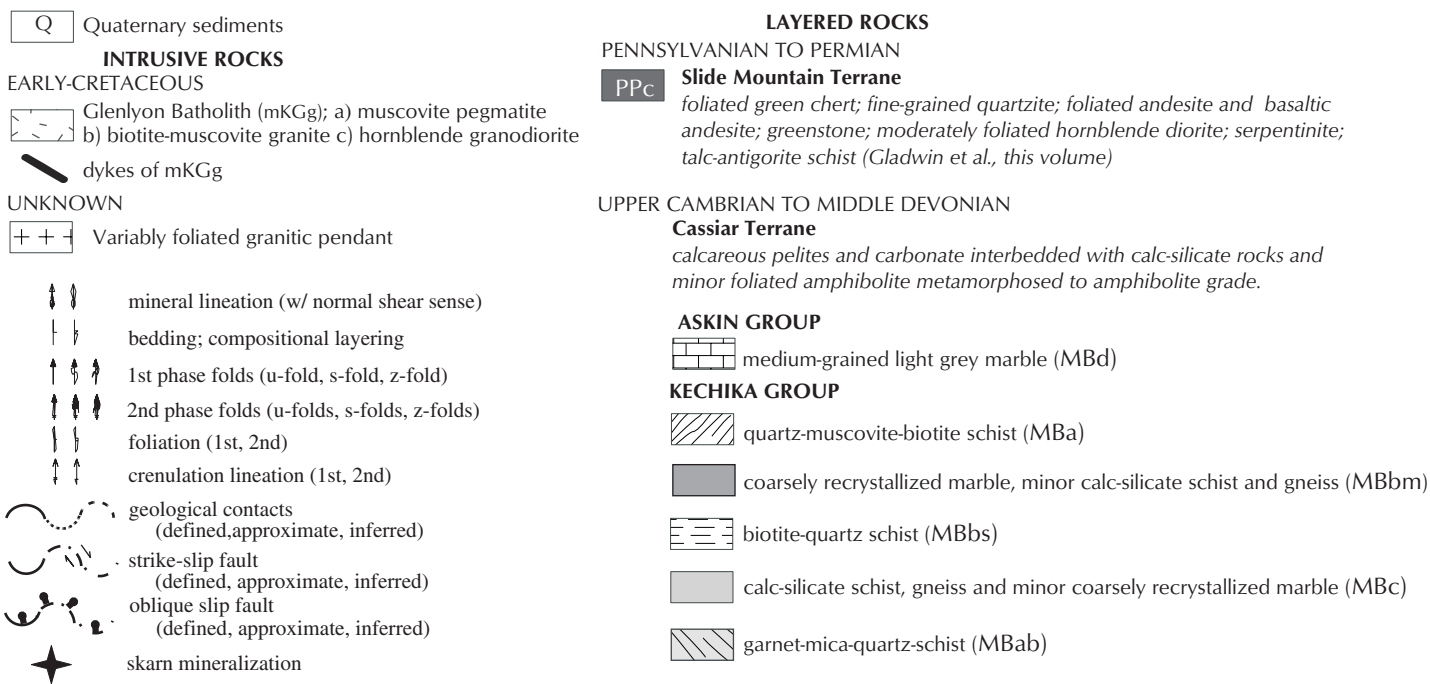 Q Quaternary sediments
INTRUSIVE ROCKS
EARLY-CRETACEOUS
Glenlyon Batholith (mKGg); a) muscovite pegmatite
b) biotite-muscovite granite c) hornblende granodiorite
dykes of mKGg
UNKNOWN
Variably foliated granitic pendant
mineral lineation (w/ normal shear sense)
bedding; compositional layering
1st phase folds (u-fold, s-fold, z-fold)
2nd phase folds (u-folds, s-folds, z-folds)
foliation (1st, 2nd)
crenulation lineation (1st, 2nd)
geological contacts
(defined,approximate, inferred)
strike-slip fault
(defined, approximate, inferred)
oblique slip fault
(defined, approximate, inferred)
skarn mineralization
LAYERED ROCKS
PENNSYLVANIAN TO PERMIAN
PPc Slide Mountain Terrane
foliated green chert; fine-grained quartzite; foliated andesite and basaltic
andesite; greenstone; moderately foliated hornblende diorite; serpentinite;
talc-antigorite schist (Gladwin et al., this volume)
UPPER CAMBRIAN TO MIDDLE DEVONIAN
Cassiar Terrane
calcareous pelites and carbonate interbedded with calc-silicate rocks and
minor foliated amphibolite metamorphosed to amphibolite grade.
ASKIN GROUP
medium-grained light grey marble (MBd)
KECHIKA GROUP
quartz-muscovite-biotite schist (MBa)
coarsely recrystallized marble, minor calc-silicate schist and gneiss (MBbm)
biotite-quartz schist (MBbs)
calc-silicate schist, gneiss and minor coarsely recrystallized marble (MBc)
garnet-mica-quartz-schist (MBab)